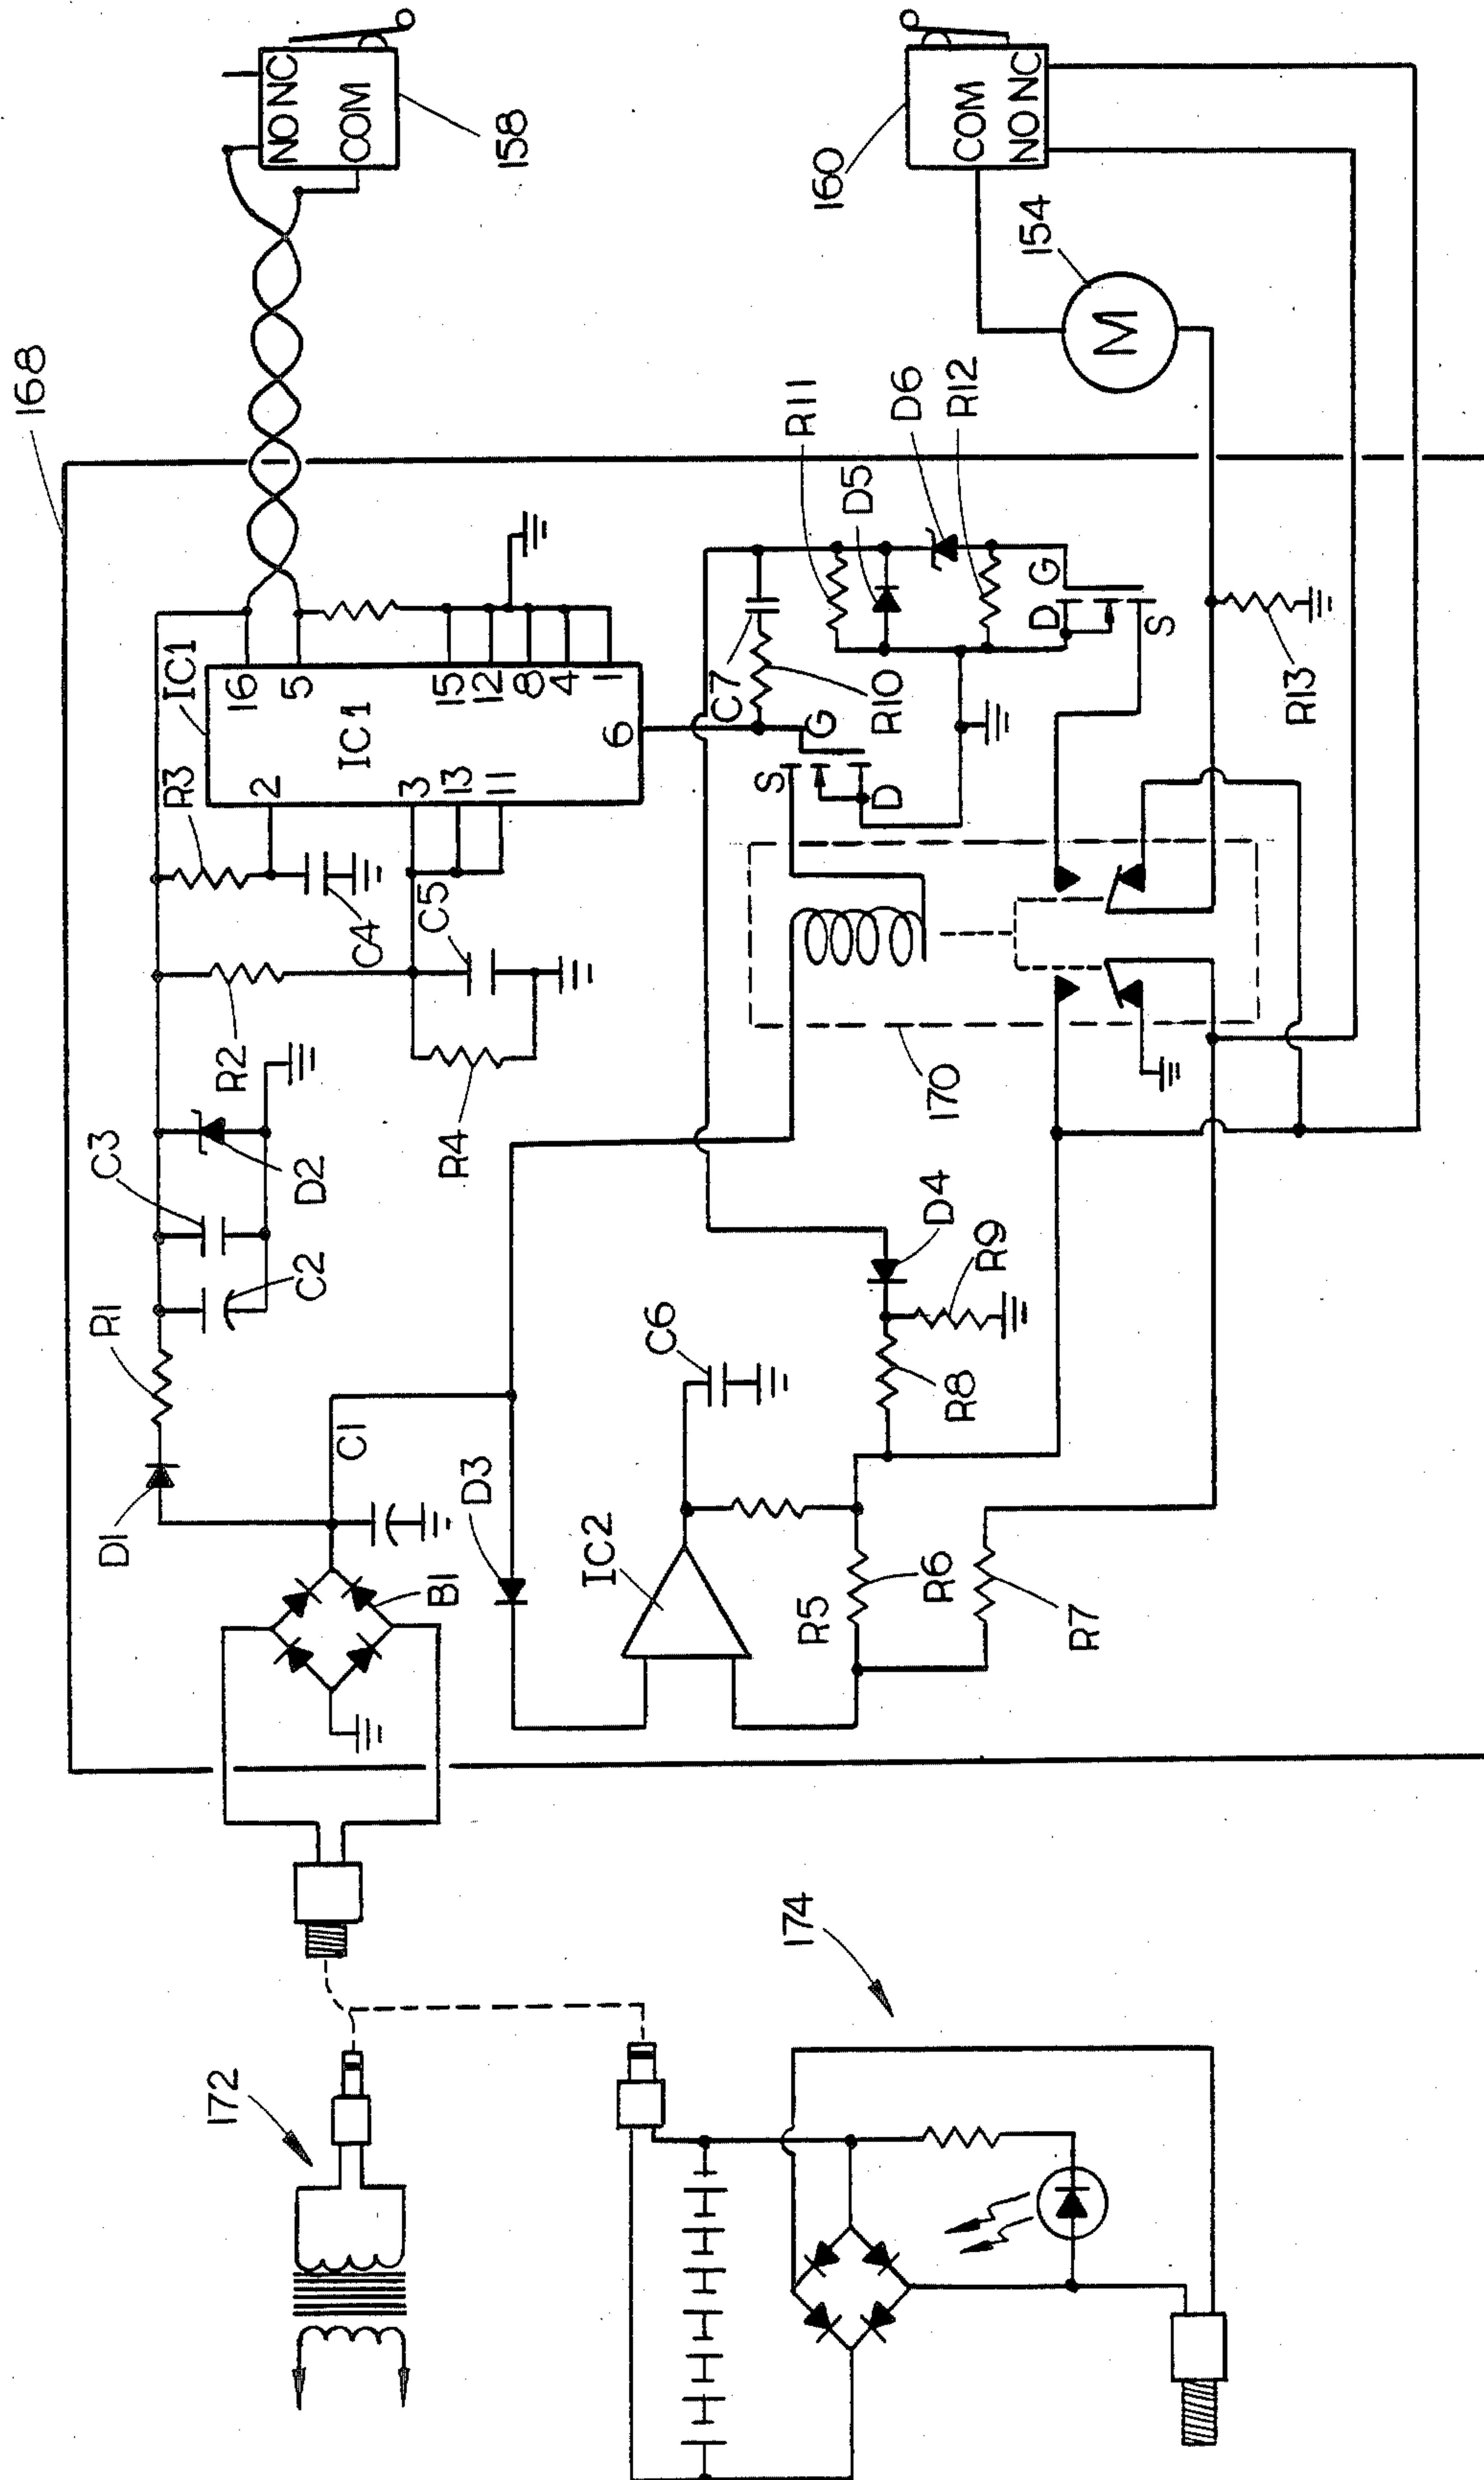 168
NO NC
COM
158
COM
NO NC
160
154
M
IC1
IC1
16
5
15
12
8
4
1
2
3
13
11
6
R3
C4
C5
R2
R4
C3
D2
C2
R1
D1
C1
B1
D3
IC2
C6
R5
R6
R7
R8
R9
D4
170
S
G
D
C7
R10
R11
D5
D6
R12
D
G
S
R13
172
174